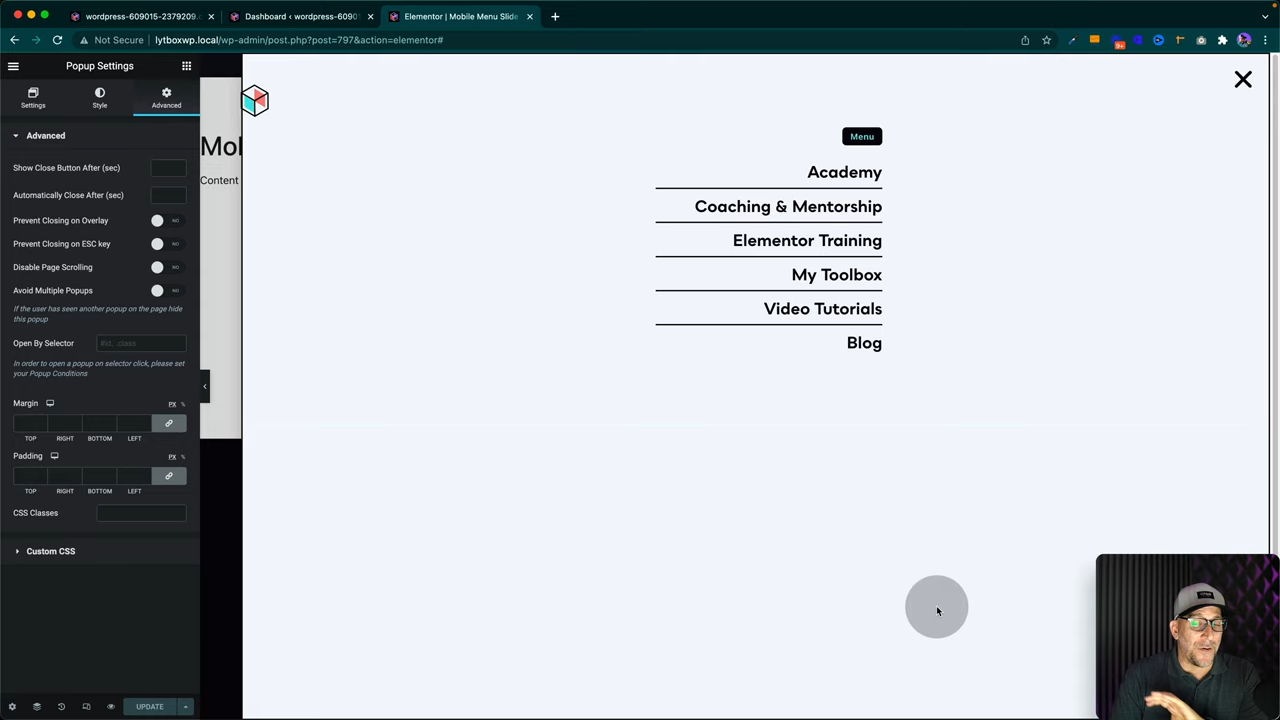 wordpress-609015-2379209.c
Dashboard ‹ wordpress-6090
Elementor | Mobile Menu Slide
Not Secure
lytboxwp.local/wp-admin/post.php?post=797&action=elementor#
9+
Popup Settings
Settings
Style
Advanced
Advanced
Show Close Button After (sec)
Automatically Close After (sec)
Prevent Closing on Overlay
NO
Prevent Closing on ESC key
NO
Disable Page Scrolling
NO
Avoid Multiple Popups
NO
If the user has seen another popup on the page hide
this popup
Open By Selector
#id, .class
In order to open a popup on selector click, please set
your Popup Conditions
Margin
PX %
TOP RIGHT BOTTOM LEFT
Padding
PX %
TOP RIGHT BOTTOM LEFT
CSS Classes
Custom CSS
UPDATE
Mol
Content
Menu
Academy
Coaching & Mentorship
Elementor Training
My Toolbox
Video Tutorials
Blog